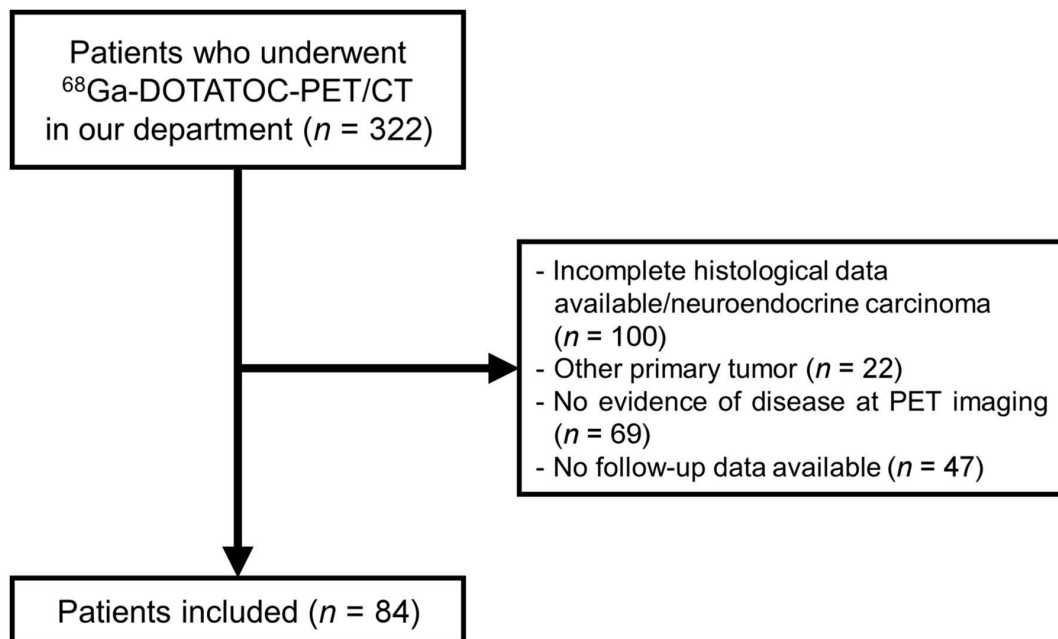 Patients who underwent
⁶⁸Ga-DOTATOC-PET/CT
in our department (n = 322)
- Incomplete histological data
available/neuroendocrine carcinoma
(n = 100)
- Other primary tumor (n = 22)
- No evidence of disease at PET imaging
(n = 69)
- No follow-up data available (n = 47)
Patients included (n = 84)